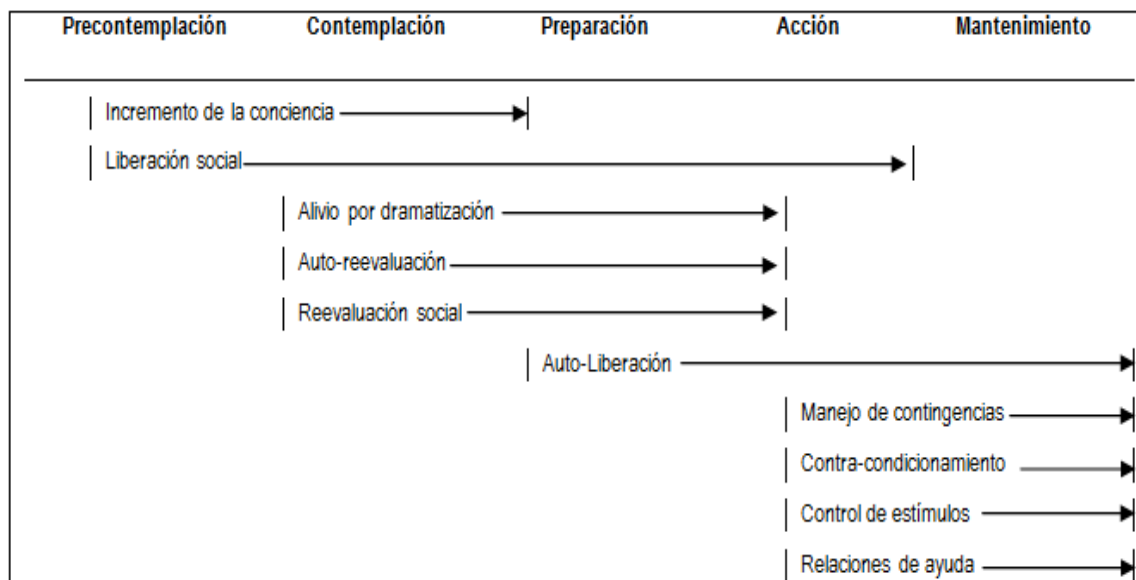 Precontemplación Contemplación Preparación Acción Mantenimiento
Incremento de la conciencia
Liberación social
Alivio por dramatización
Auto-reevaluación
Reevaluación social
Auto-Liberación
Manejo de contingencias
Contra-condicionamiento
Control de estímulos
Relaciones de ayuda